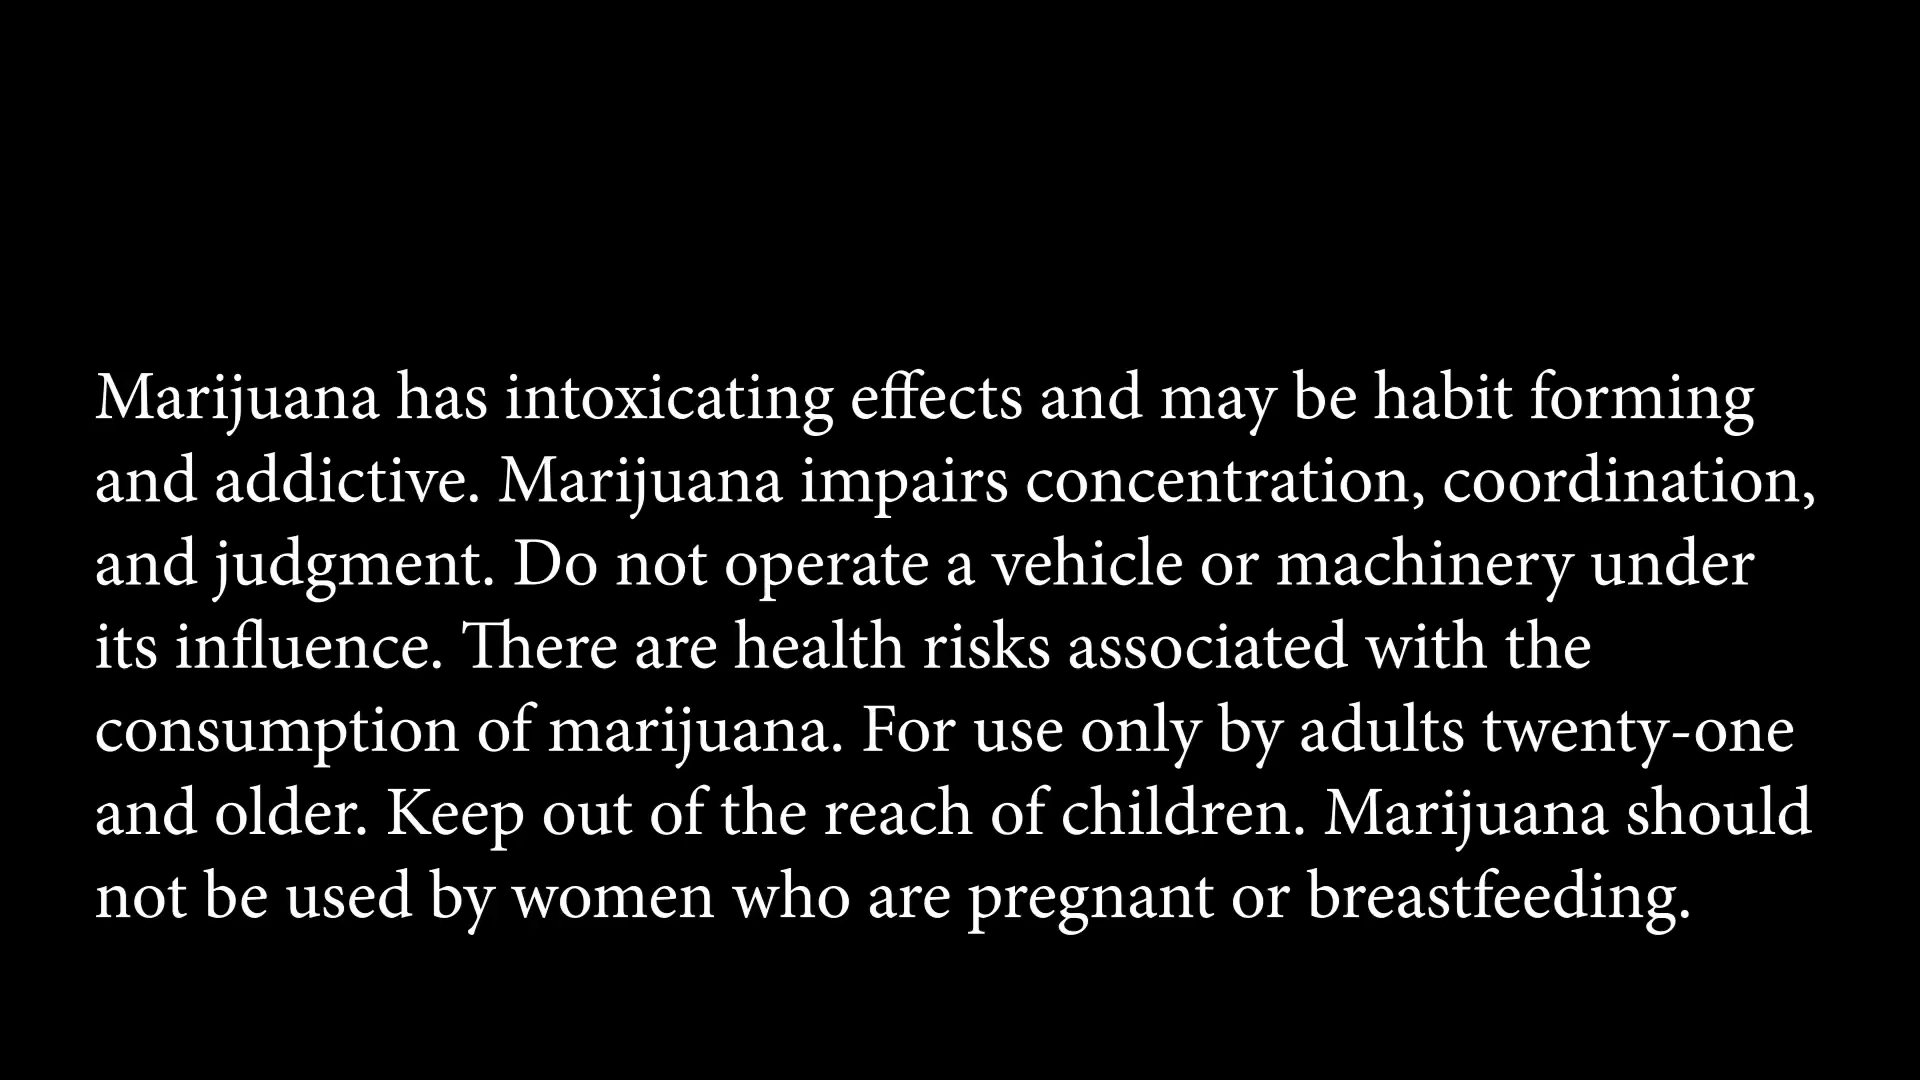 Marijuana has intoxicating effects and may be habit forming
and addictive. Marijuana impairs concentration, coordination,
and judgment. Do not operate a vehicle or machinery under
its influence. There are health risks associated with the
consumption of marijuana. For use only by adults twenty-one
and older. Keep out of the reach of children. Marijuana should
not be used by women who are pregnant or breastfeeding.